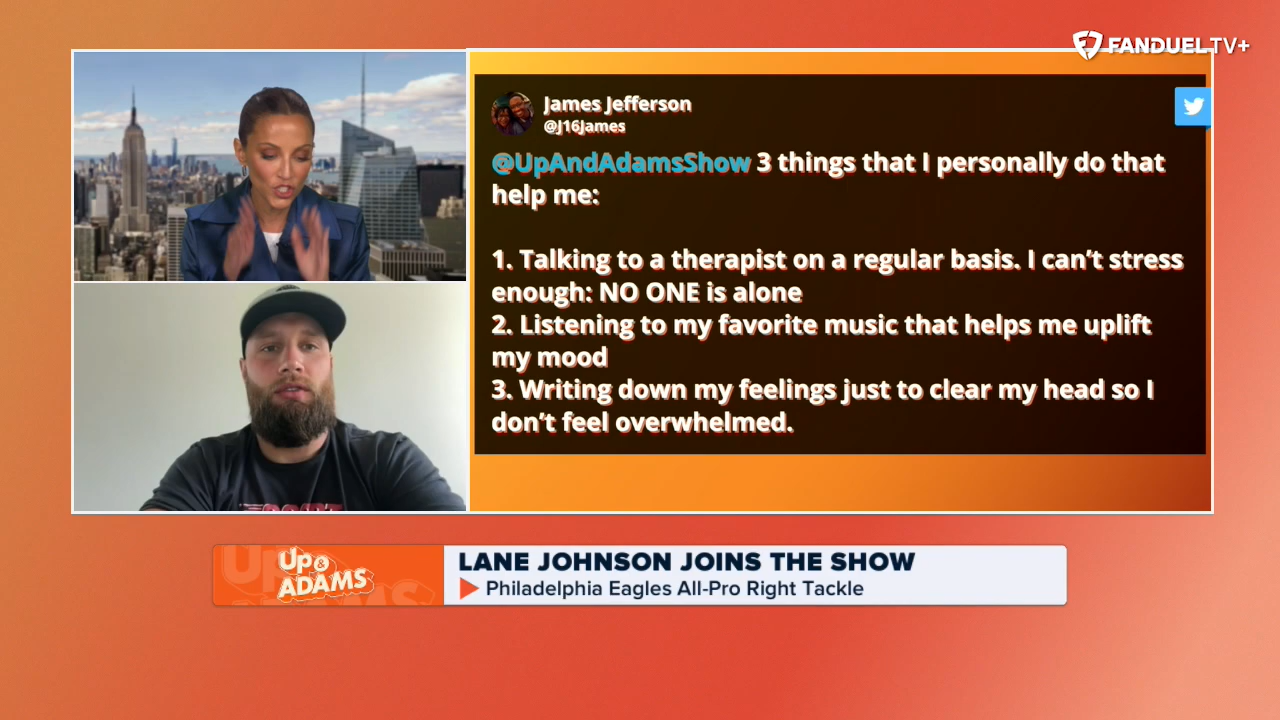 FANDUEL TV+
James Jefferson
@J16James
@UpAndAdamsShow 3 things that I personally do that
help me:
1. Talking to a therapist on a regular basis. I can’t stress
enough: NO ONE is alone
2. Listening to my favorite music that helps me uplift
my mood
3. Writing down my feelings just to clear my head so I
don’t feel overwhelmed.
Up &
ADAMS
LANE JOHNSON JOINS THE SHOW
Philadelphia Eagles All-Pro Right Tackle